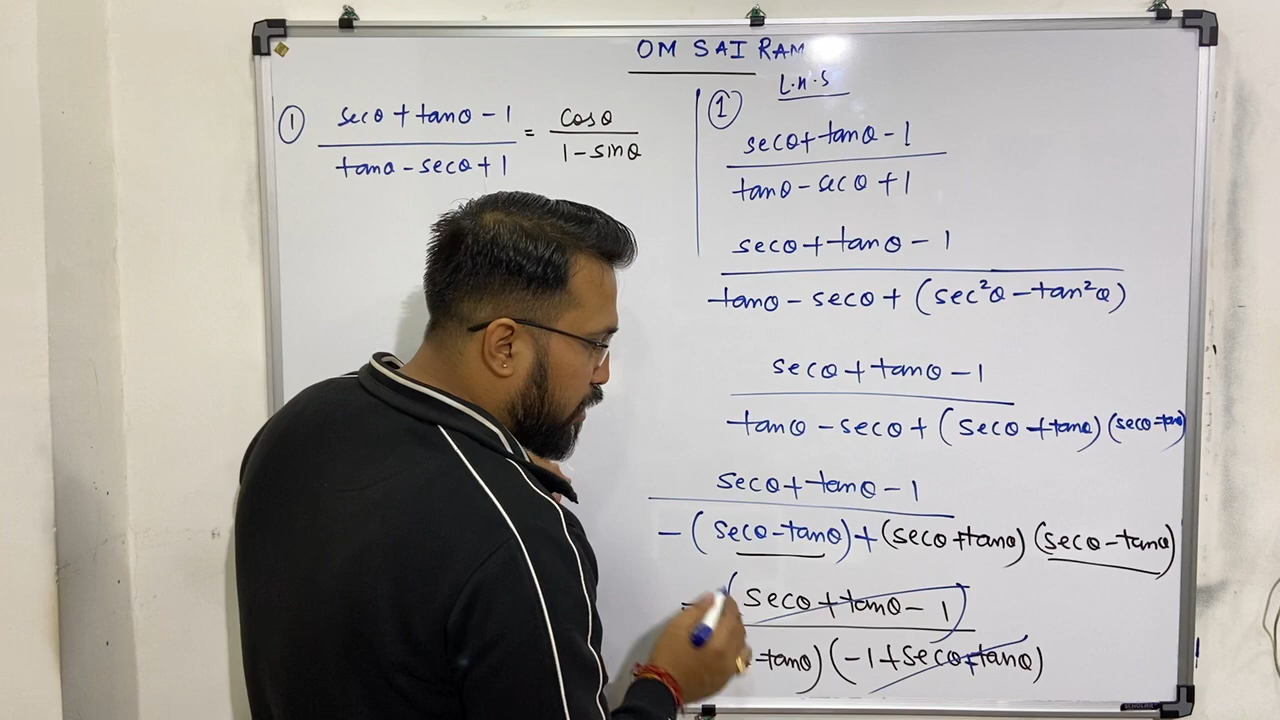 OM SAI RAM
① secθ + tanθ - 1
tanθ - secθ + 1
= cosθ
1 - sinθ
① L.H.S
secθ + tanθ - 1
tanθ - secθ + 1
secθ + tanθ - 1
tanθ - secθ + (sec²θ - tan²θ)
secθ + tanθ - 1
tanθ - secθ + (secθ + tanθ) (secθ - tanθ)
secθ + tanθ - 1
- (secθ - tanθ) + (secθ + tanθ) (secθ - tanθ)
(secθ + tanθ - 1)
- tanθ) (-1 + secθ + tanθ)